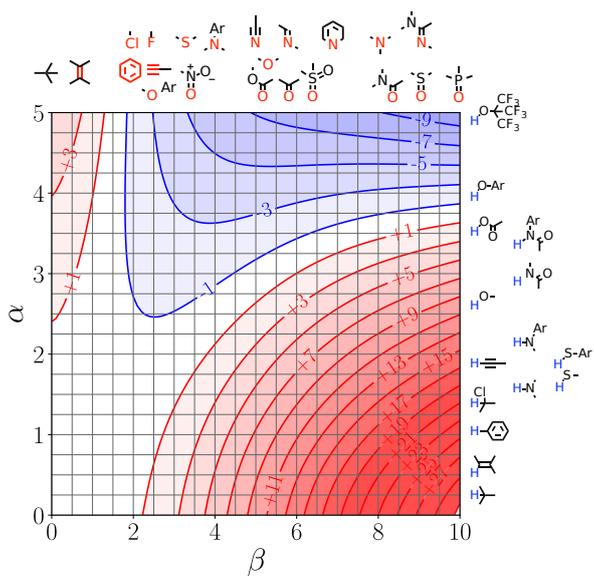 Ar
Cl F S N N N N N N N
O
N⁺ O⁻ O O S O N S P
O Ar O O O O O O O
5
4
3
2
1
0
α
0 2 4 6 8 10
β
+3
+1
-1
-3
-5
-7
-9
+1
+3
+5
+7
+9
+11
+13
+15
+17
H O CF₃
CF₃
CF₃
H O-Ar
H O O
Ar
H-N O
H-N O
H O-
Ar
H-N
H
S-Ar
H
S-
H
H-N
Cl
H
H
H
H